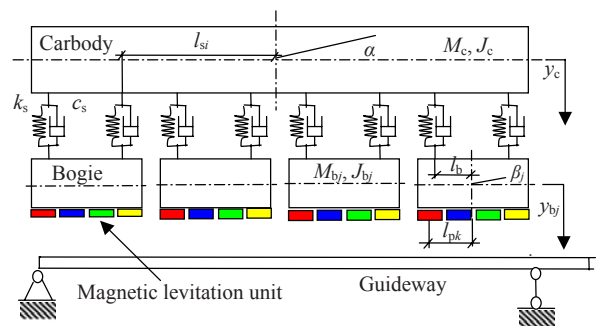 Carbody
l_si
α
M_c, J_c
y_c
k_s
c_s
Bogie
M_bj, J_bj
l_b
β_j
y_bj
l_pk
Magnetic levitation unit
Guideway